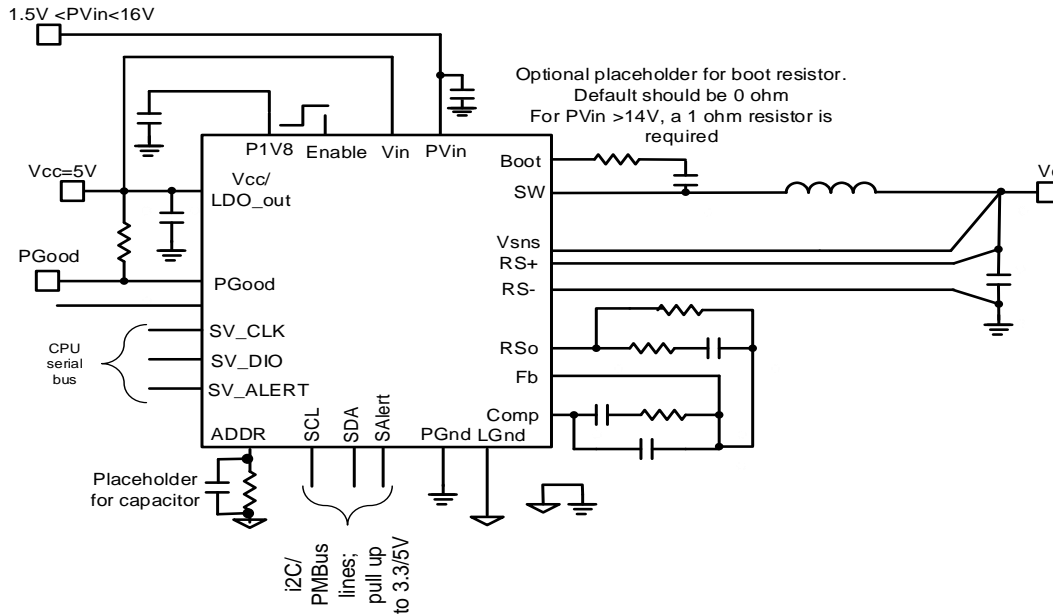 1.5V <PVin<16V
Optional placeholder for boot resistor.
Default should be 0 ohm
For PVin >14V, a 1 ohm resistor is
required
P1V8
Enable
Vin
PVin
Boot
SW
Vcc=5V
Vcc/
LDO_out
Vsns
RS+
RS-
PGood
PGood
SV_CLK
SV_DIO
SV_ALERT
CPU
serial
bus
RSo
Fb
Comp
ADDR
SCL
SDA
SAlert
PGnd
LGnd
Placeholder
for capacitor
i2C/
PMBus
lines;
pull up
to 3.3/5V